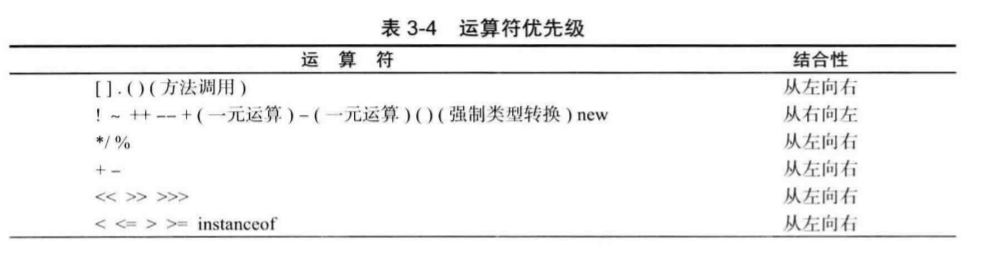 表 3-4 运算符优先级
运 算 符 结合性
[ ] . ( ) ( 方法调用 ) 从左向右
! ~ ++ -- + ( 一元运算 ) – ( 一元运算 ) ( ) ( 强制类型转换 ) new 从右向左
*/ % 从左向右
+ – 从左向右
<< >> >>> 从左向右
< <= > >= instanceof 从左向右